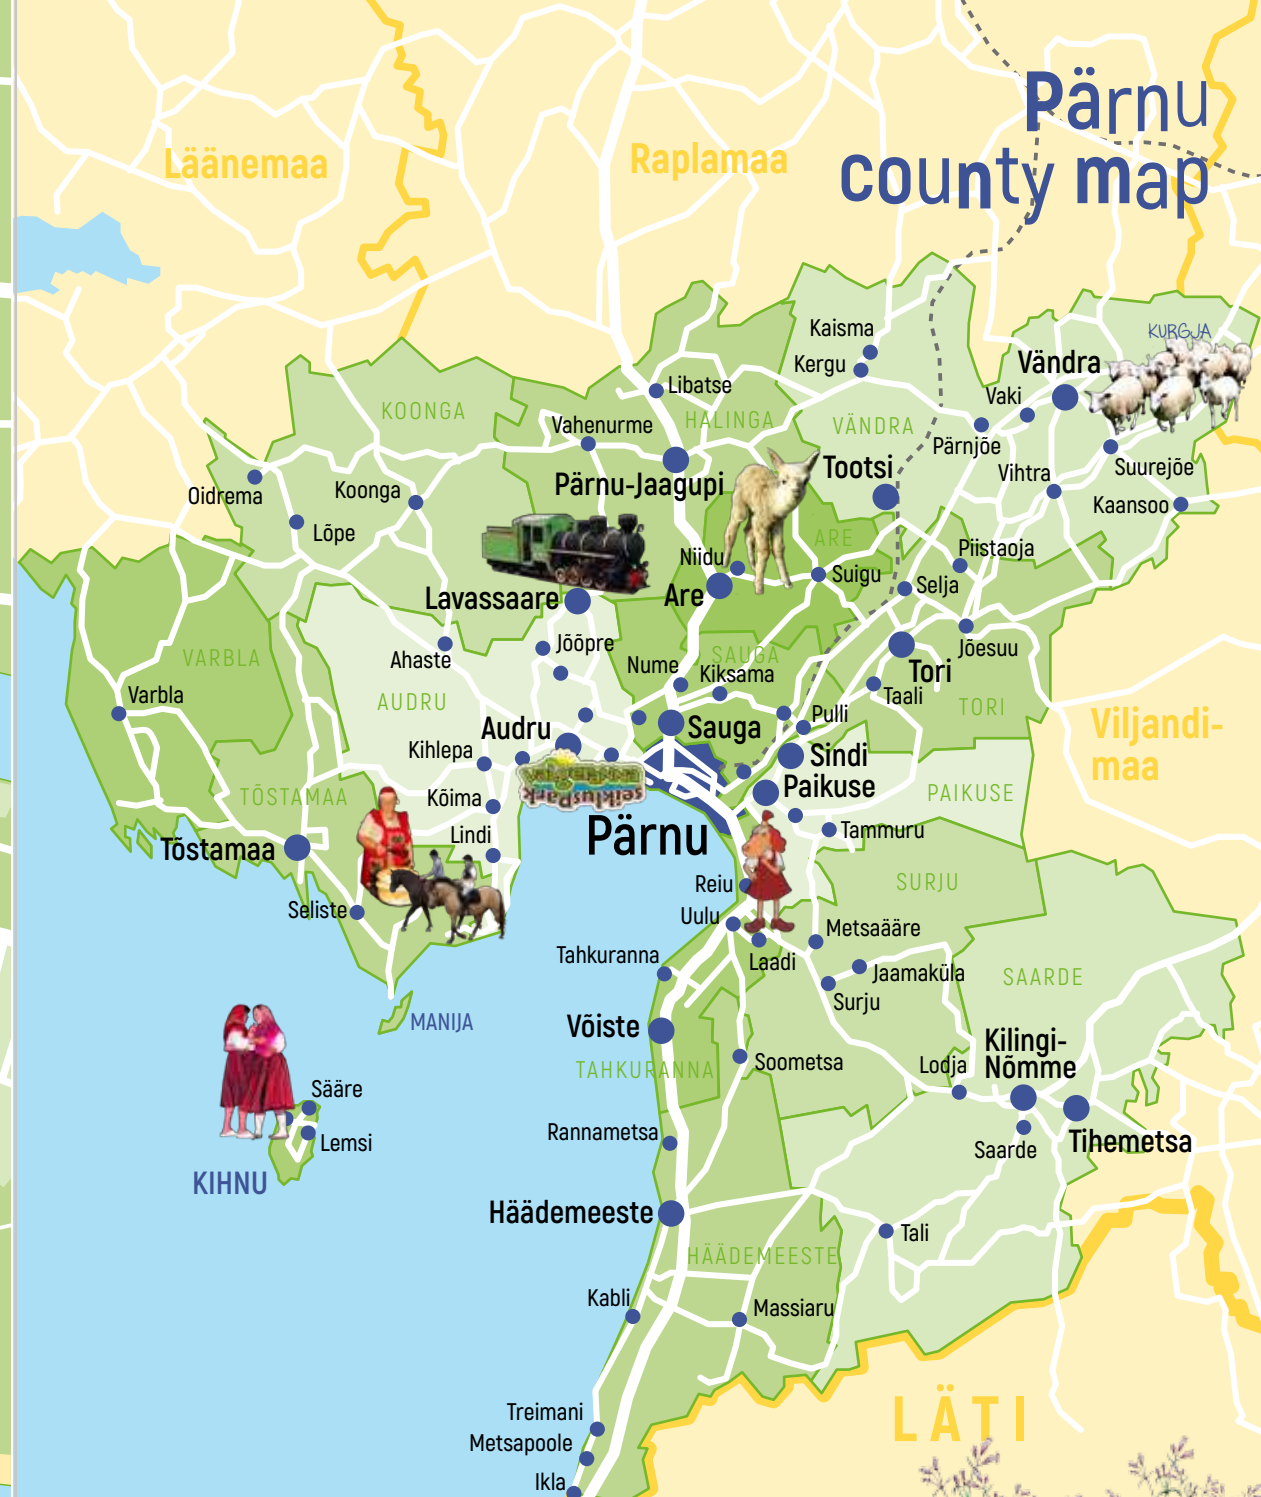 Pärnu
county map
Läänemaa
Raplamaa
Kaisma
Kergu
KURGJA
Vändra
Vaki
Libatse
KOONGA
HALINGA
VÄNDRA
Vahenurme
Pärnjõe
Tootsi
Vihtra
Suurejõe
Pärnu-Jaagupi
Oidrema
Koonga
Kaansoo
Lõpe
ARE
Piistaoja
Niidu
Suigu
Selja
Lavassaare
Are
Jõõpre
Jõesuu
VARBLA
Ahaste
SAUGA
Nume
Kiksama
Tori
Taali
Varbla
AUDRU
TORI
Pulli
Audru
Sauga
Viljandi-
maa
Kihlepa
Sindi
seikluspark
Paikuse
PAIKUSE
TÕSTAMAA
Kõima
Lindi
Pärnu
Tammuru
Tõstamaa
Reiu
SURJU
Seliste
Uulu
Metsaääre
Tahkuranna
Laadi
Jaamaküla
SAARDE
Surju
MANIJA
Võiste
Kilingi-
Nõmme
TAHKURANNA
Soometsa
Lodja
Sääre
Rannametsa
Lemsi
Saarde
Tihemetsa
KIHNU
Häädemeeste
Tali
HÄÄDEMEESTE
Kabli
Massiaru
LÄTI
Treimani
Metsapoole
Ikla